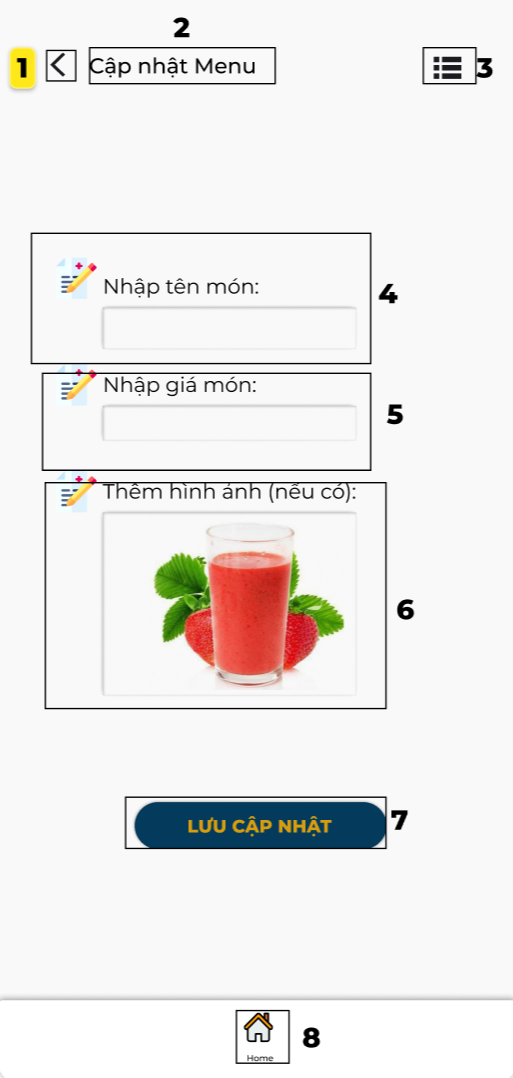 2
1
Cập nhật Menu
3
Nhập tên món:
4
Nhập giá món:
5
Thêm hình ảnh (nếu có):
6
LƯU CẬP NHẬT
7
Home
8